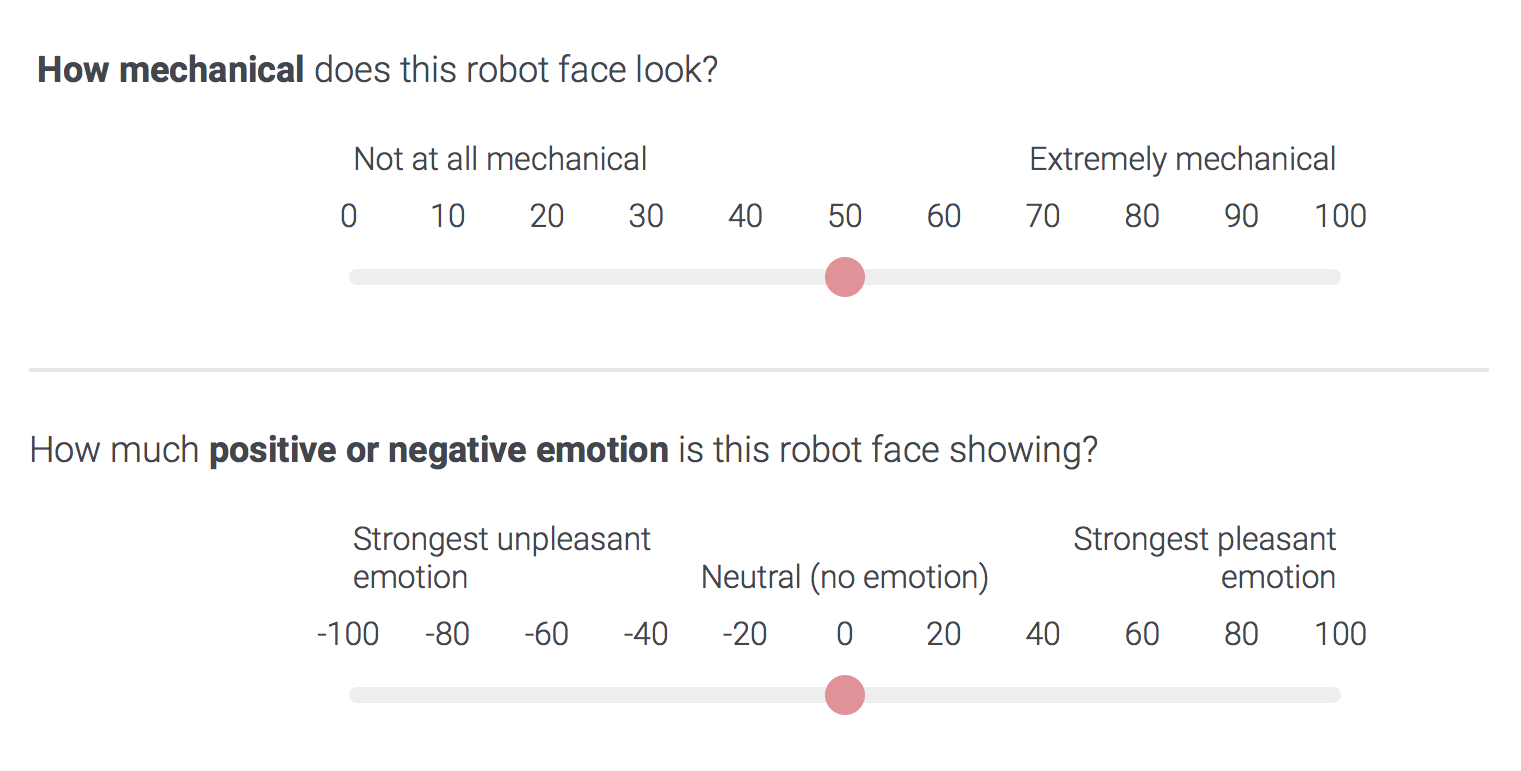 How mechanical does this robot face look?
Not at all mechanical Extremely mechanical
0 10 20 30 40 50 60 70 80 90 100
How much positive or negative emotion is this robot face showing?
Strongest unpleasant Strongest pleasant
emotion Neutral (no emotion) emotion
-100 -80 -60 -40 -20 0 20 40 60 80 100